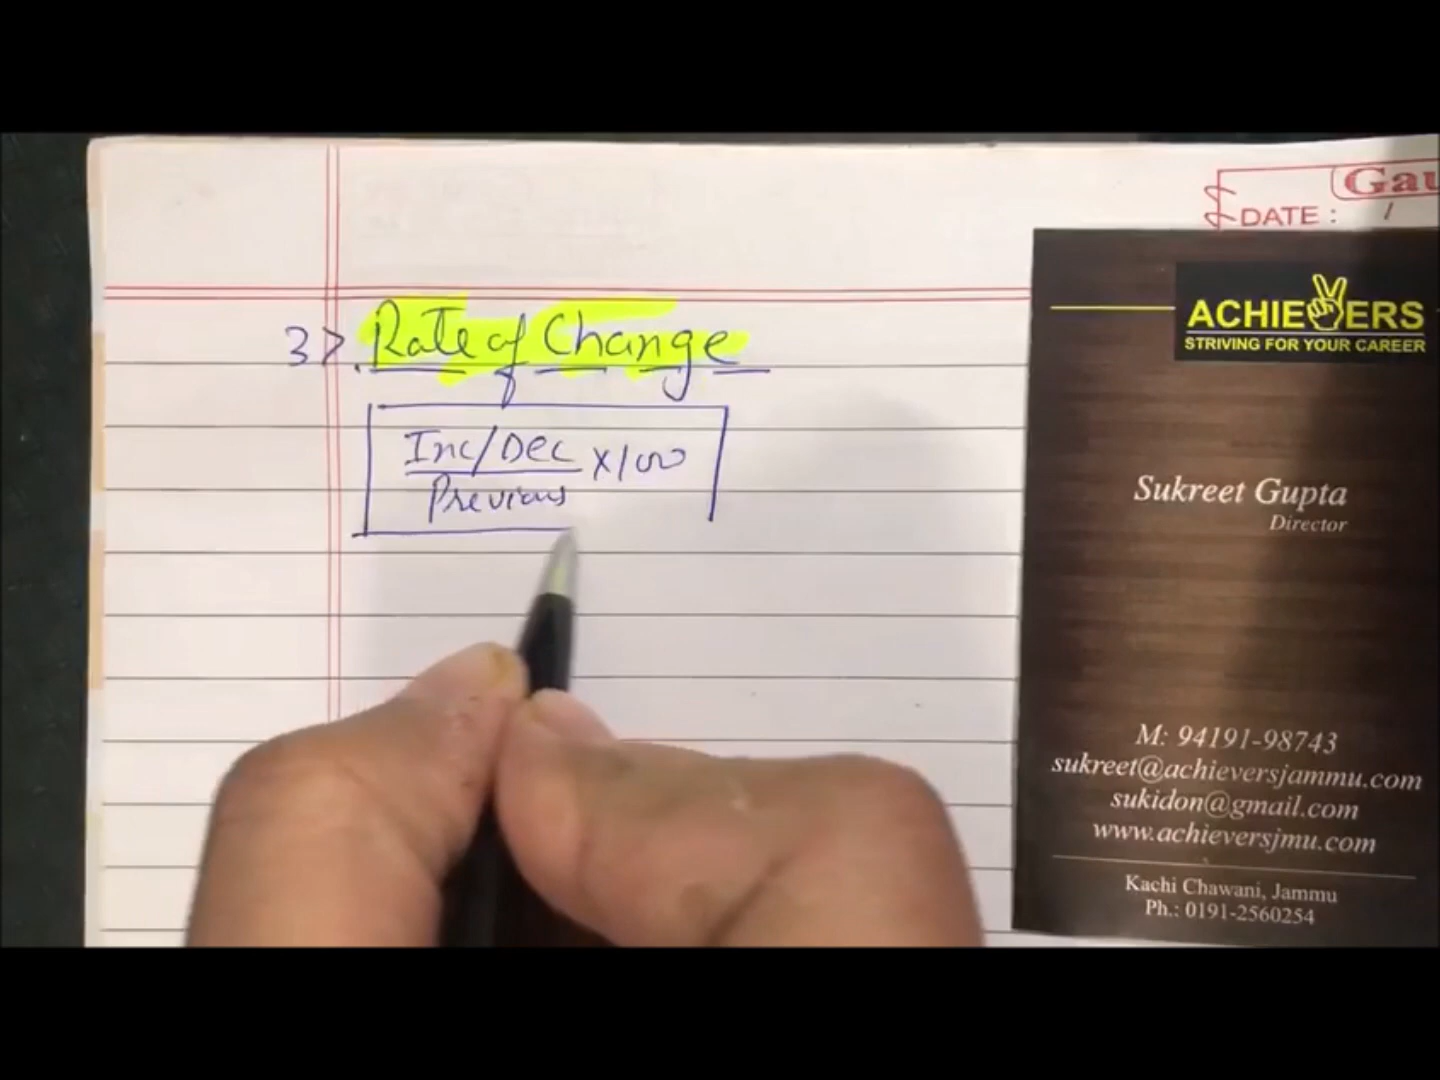 Gau
DATE : /
3> Rate of Change
Inc/Dec
Previous
x100
ACHIEVERS
STRIVING FOR YOUR CAREER
Sukreet Gupta
Director
M: 94191-98743
sukreet@achieversjammu.com
sukidon@gmail.com
www.achieversjmu.com
Kachi Chawani, Jammu
Ph.: 0191-2560254